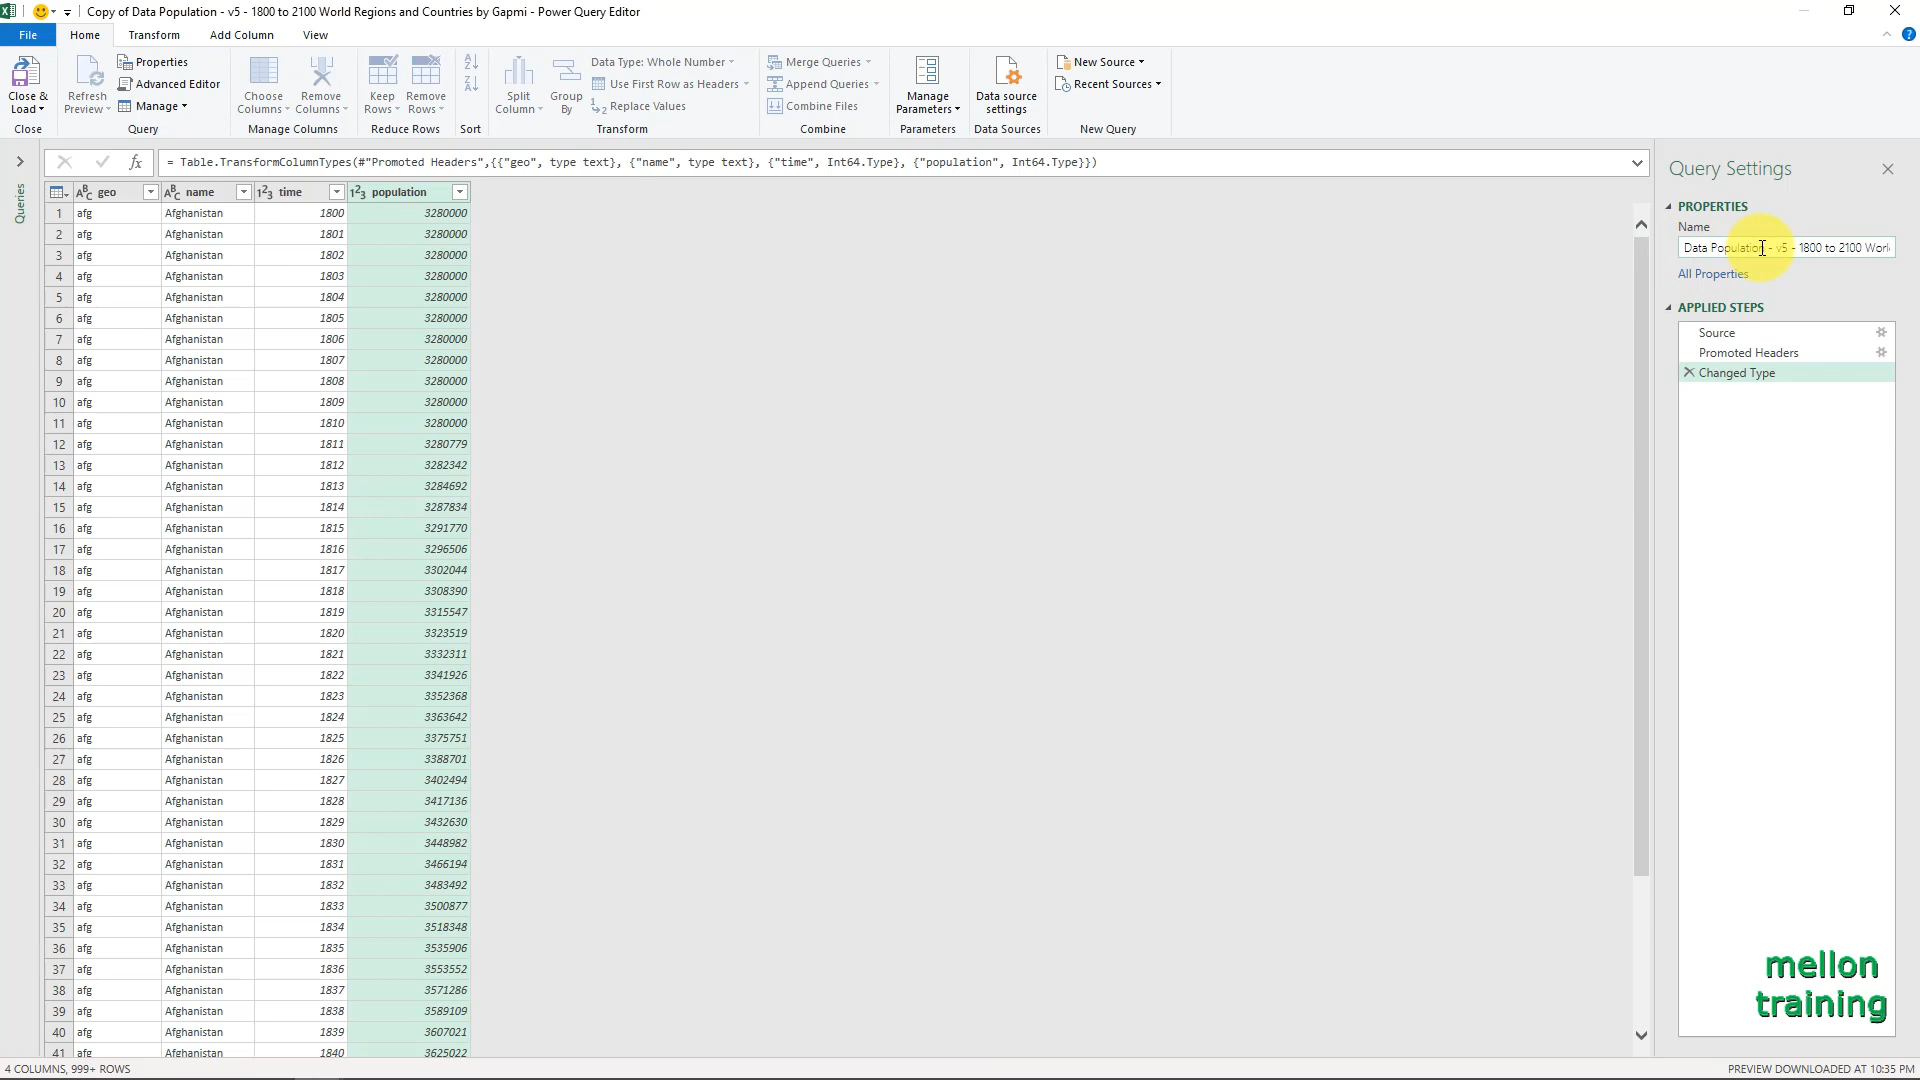 Copy of Data Population - v5 - 1800 to 2100 World Regions and Countries by Gapmi - Power Query Editor
File Home Transform Add Column View
Close & Load
Close
Refresh Preview
Properties
Advanced Editor
Manage
Query
Choose Columns
Remove Columns
Manage Columns
Keep Rows
Remove Rows
Reduce Rows
Sort
Split Column
Group By
Data Type: Whole Number
Use First Row as Headers
Replace Values
Transform
Merge Queries
Append Queries
Combine Files
Combine
Manage Parameters
Parameters
Data source settings
Data Sources
New Source
Recent Sources
New Query
Queries
fx = Table.TransformColumnTypes(#"Promoted Headers",{{"geo", type text}, {"name", type text}, {"time", Int64.Type}, {"population", Int64.Type}})
ABC geo ABC name 123 time 123 population
1 afg Afghanistan 1800 3280000
2 afg Afghanistan 1801 3280000
3 afg Afghanistan 1802 3280000
4 afg Afghanistan 1803 3280000
5 afg Afghanistan 1804 3280000
6 afg Afghanistan 1805 3280000
7 afg Afghanistan 1806 3280000
8 afg Afghanistan 1807 3280000
9 afg Afghanistan 1808 3280000
10 afg Afghanistan 1809 3280000
11 afg Afghanistan 1810 3280000
12 afg Afghanistan 1811 3280779
13 afg Afghanistan 1812 3282342
14 afg Afghanistan 1813 3284692
15 afg Afghanistan 1814 3287834
16 afg Afghanistan 1815 3291770
17 afg Afghanistan 1816 3296506
18 afg Afghanistan 1817 3302044
19 afg Afghanistan 1818 3308390
20 afg Afghanistan 1819 3315547
21 afg Afghanistan 1820 3323519
22 afg Afghanistan 1821 3332311
23 afg Afghanistan 1822 3341926
24 afg Afghanistan 1823 3352368
25 afg Afghanistan 1824 3363642
26 afg Afghanistan 1825 3375751
27 afg Afghanistan 1826 3388701
28 afg Afghanistan 1827 3402494
29 afg Afghanistan 1828 3417136
30 afg Afghanistan 1829 3432630
31 afg Afghanistan 1830 3448982
32 afg Afghanistan 1831 3466194
33 afg Afghanistan 1832 3483492
34 afg Afghanistan 1833 3500877
35 afg Afghanistan 1834 3518348
36 afg Afghanistan 1835 3535906
37 afg Afghanistan 1836 3553552
38 afg Afghanistan 1837 3571286
39 afg Afghanistan 1838 3589109
40 afg Afghanistan 1839 3607021
41 afg Afghanistan 1840 3625022
Query Settings
PROPERTIES
Name
Data Population - v5 - 1800 to 2100 Worl
All Properties
APPLIED STEPS
Source
Promoted Headers
Changed Type
mellon
training
4 COLUMNS, 999+ ROWS
PREVIEW DOWNLOADED AT 10:35 PM